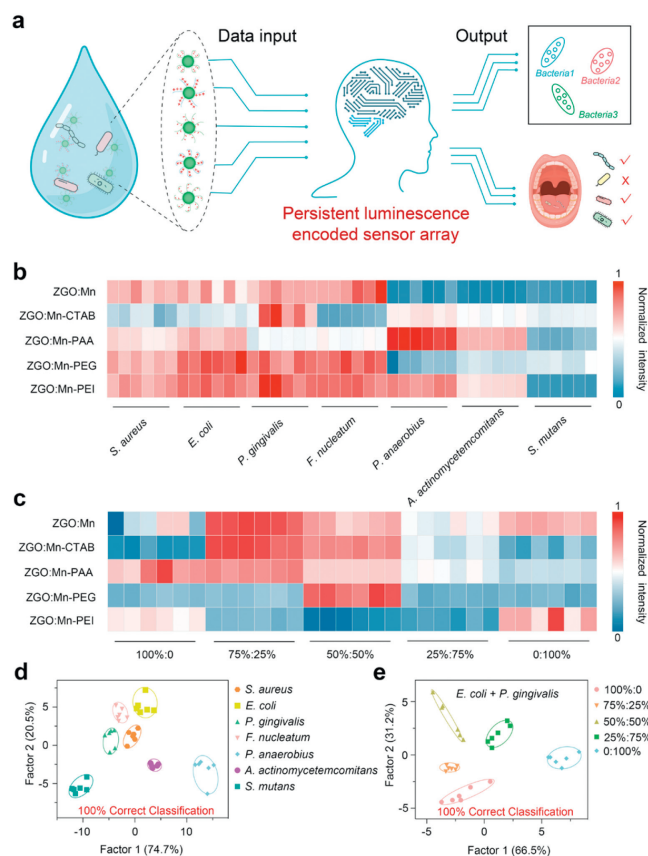 a
Data input
Output
Bacteria1
Bacteria2
Bacteria3
Persistent luminescence
encoded sensor array
b
ZGO:Mn
ZGO:Mn-CTAB
ZGO:Mn-PAA
ZGO:Mn-PEG
ZGO:Mn-PEI
1
Normalized intensity
0
S. aureus
E. coli
P. gingivalis
F. nucleatum
P. anaerobius
A. actinomycetemcomitans
S. mutans
c
ZGO:Mn
ZGO:Mn-CTAB
ZGO:Mn-PAA
ZGO:Mn-PEG
ZGO:Mn-PEI
1
Normalized intensity
0
100%:0
75%:25%
50%:50%
25%:75%
0:100%
d
Factor 2 (20.5%)
5
0
-5
-10
0
10
Factor 1 (74.7%)
100% Correct Classification
S. aureus
E. coli
P. gingivalis
F. nucleatum
P. anaerobius
A. actinomycetemcomitans
S. mutans
e
E. coli + P. gingivalis
Factor 2 (31.2%)
5
0
-5
-5
0
5
Factor 1 (66.5%)
100% Correct Classification
100%:0
75%:25%
50%:50%
25%:75%
0:100%